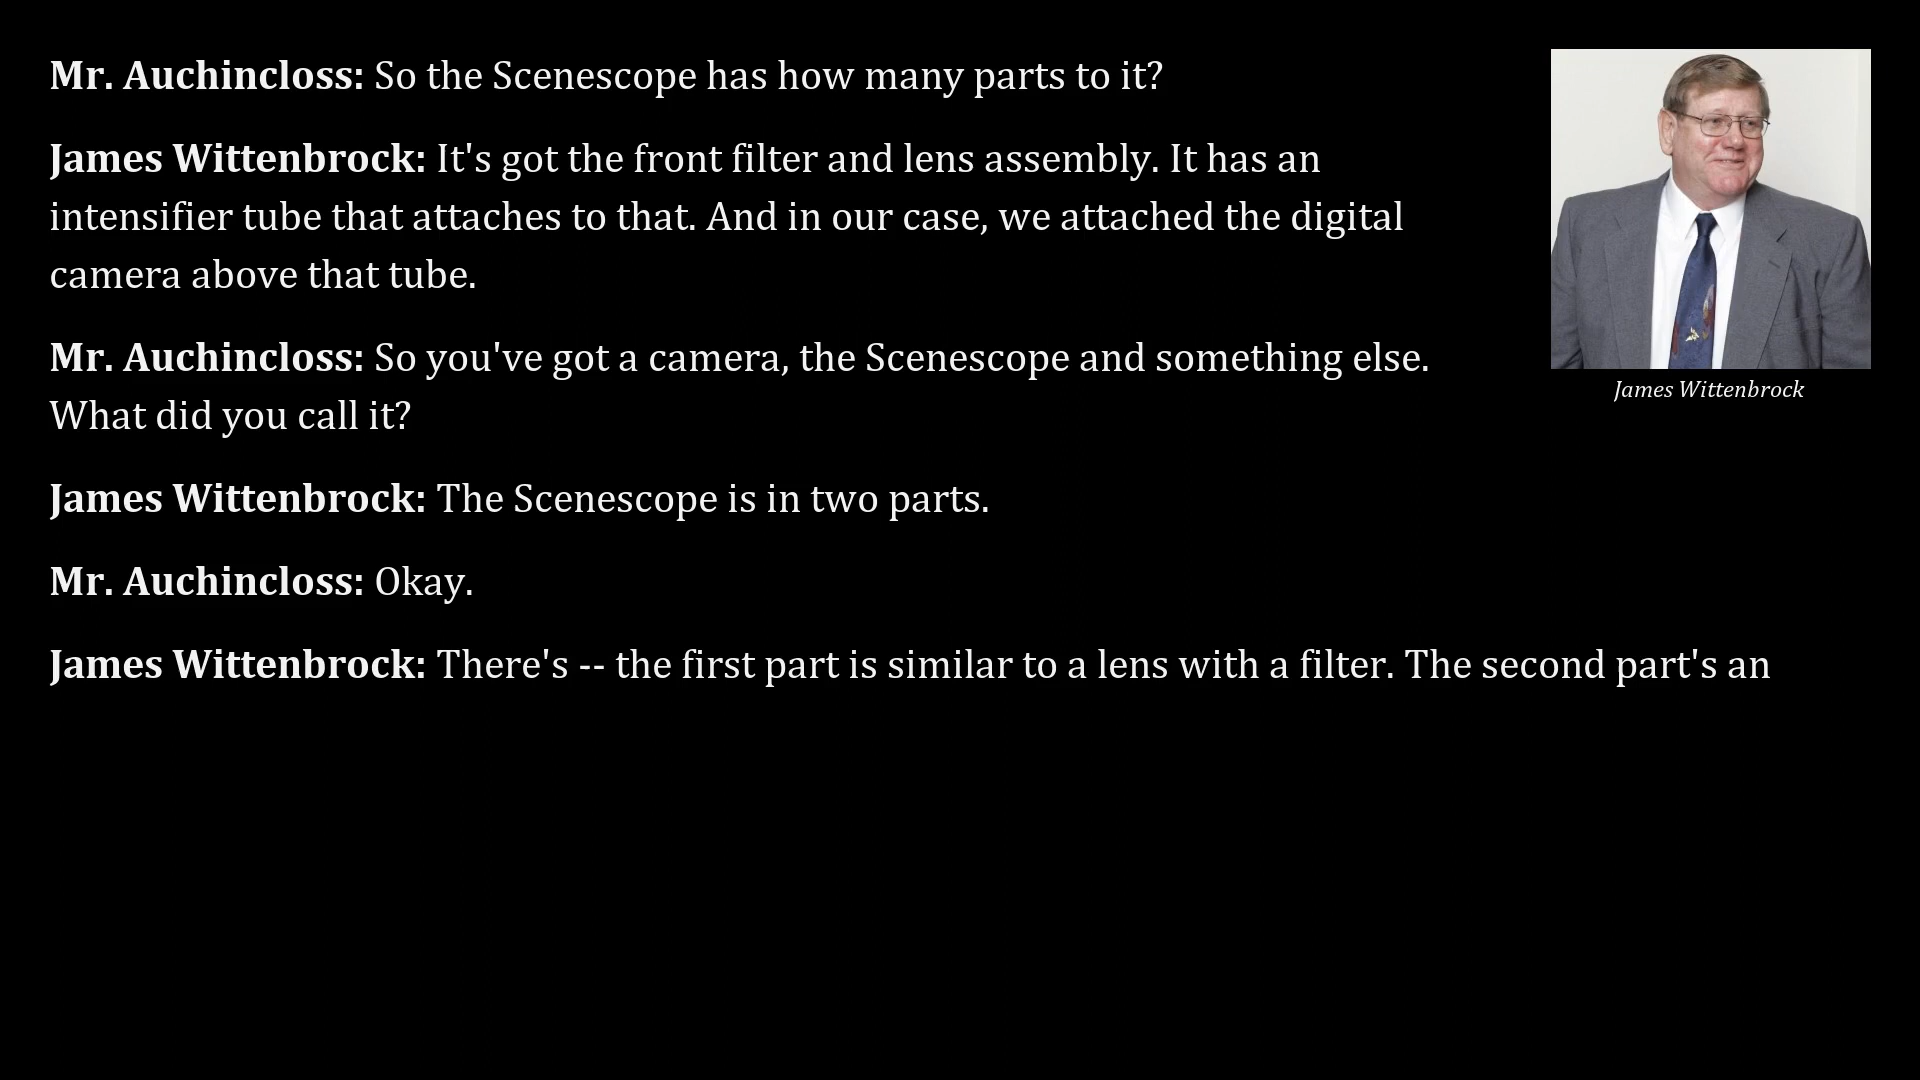 Mr. Auchincloss: So the Scenescope has how many parts to it?
James Wittenbrock: It's got the front filter and lens assembly. It has an
intensifier tube that attaches to that. And in our case, we attached the digital
camera above that tube.
Mr. Auchincloss: So you've got a camera, the Scenescope and something else.
What did you call it?
James Wittenbrock: The Scenescope is in two parts.
Mr. Auchincloss: Okay.
James Wittenbrock: There's -- the first part is similar to a lens with a filter. The second part's an
James Wittenbrock